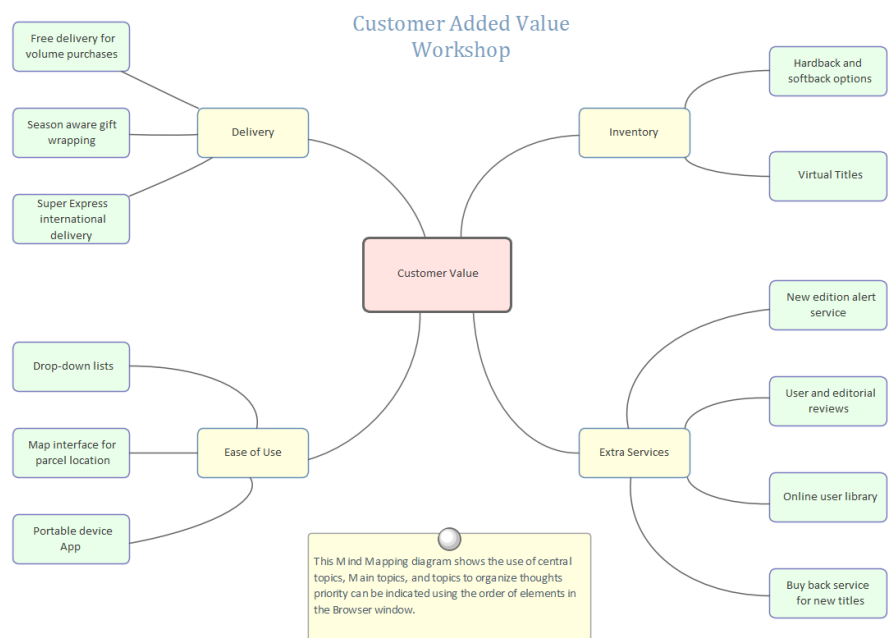 Customer Added Value
Workshop
Free delivery for
volume purchases
Season aware gift
wrapping
Super Express
international
delivery
Delivery
Inventory
Hardback and
softback options
Virtual Titles
Customer Value
Drop-down lists
Map interface for
parcel location
Portable device
App
Ease of Use
Extra Services
New edition alert
service
User and editorial
reviews
Online user library
Buy back service
for new titles
This Mind Mapping diagram shows the use of central
topics, Main topics, and topics to organize thoughts
priority can be indicated using the order of elements in
the Browser window.